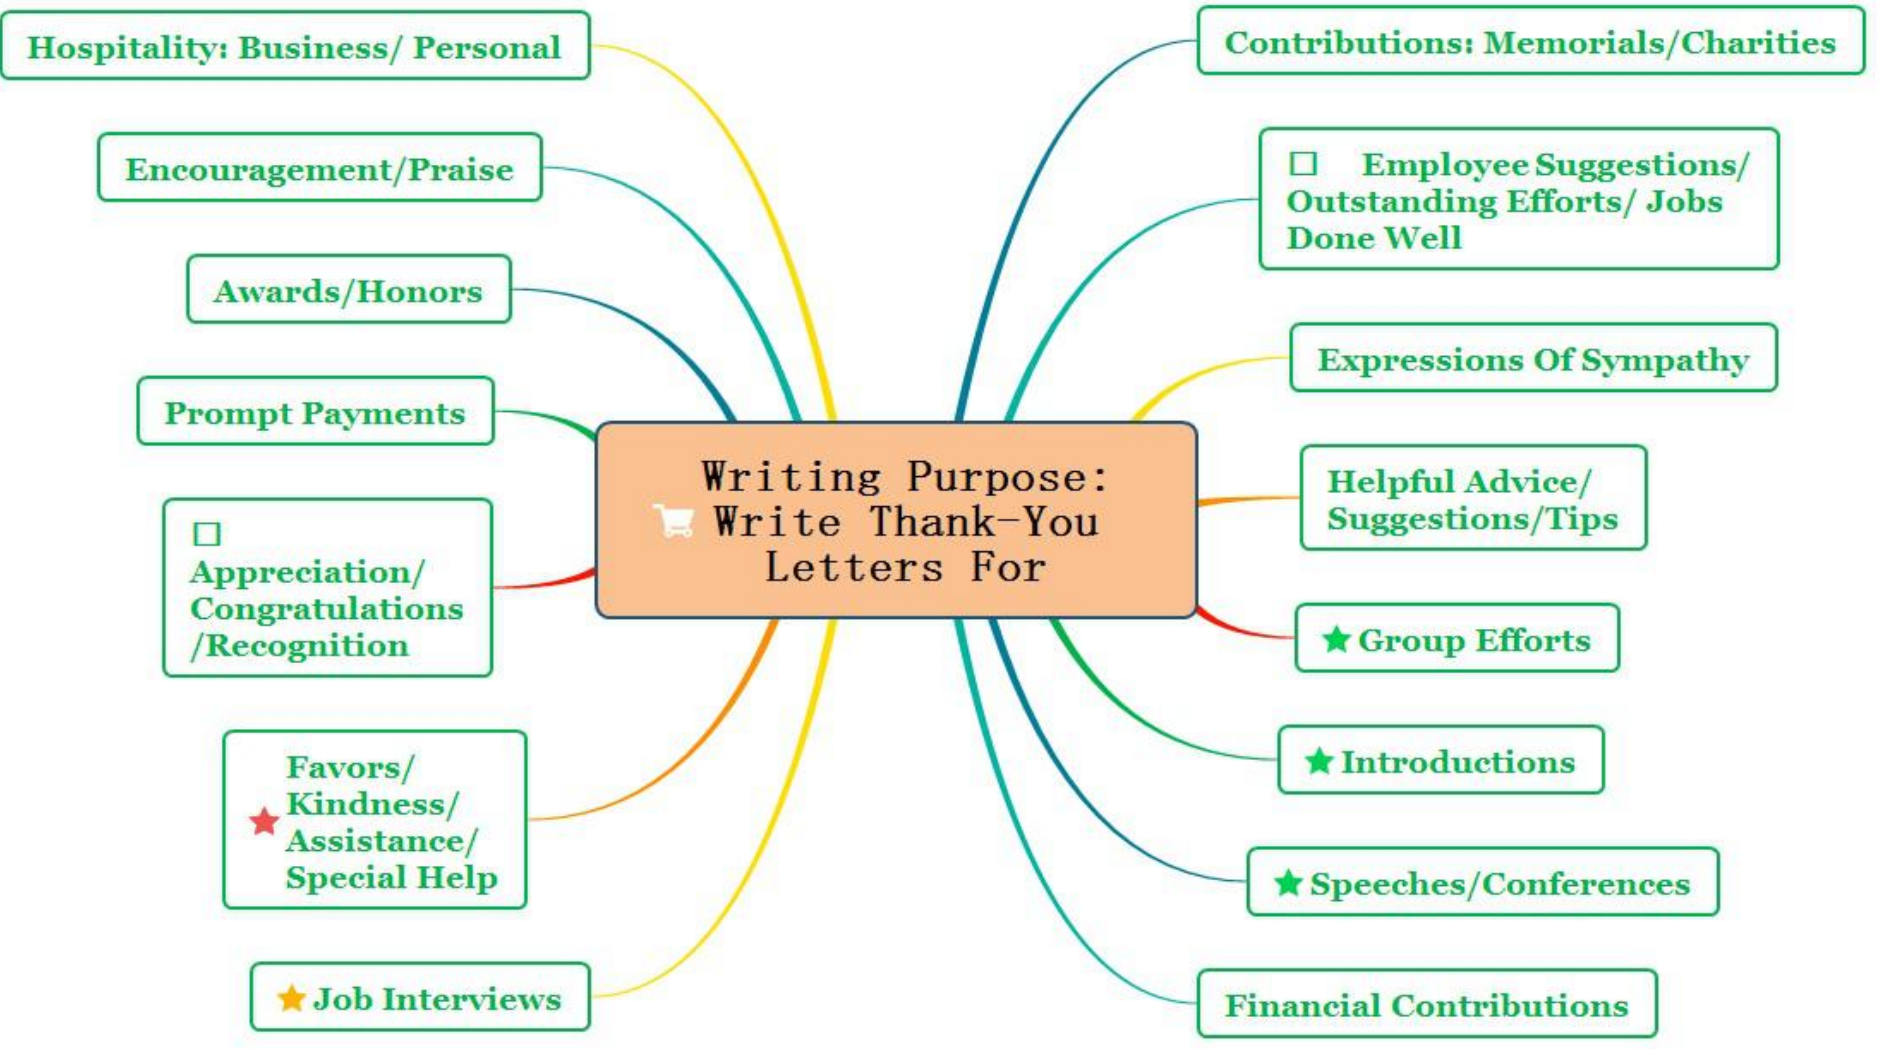 Hospitality: Business/ Personal
Encouragement/Praise
Awards/Honors
Prompt Payments
☐
Appreciation/
Congratulations
/Recognition
Favors/
Kindness/
Assistance/
Special Help
Job Interviews
Writing Purpose:
Write Thank-You
Letters For
Contributions: Memorials/Charities
☐ Employee Suggestions/
Outstanding Efforts/ Jobs
Done Well
Expressions Of Sympathy
Helpful Advice/
Suggestions/Tips
Group Efforts
Introductions
Speeches/Conferences
Financial Contributions